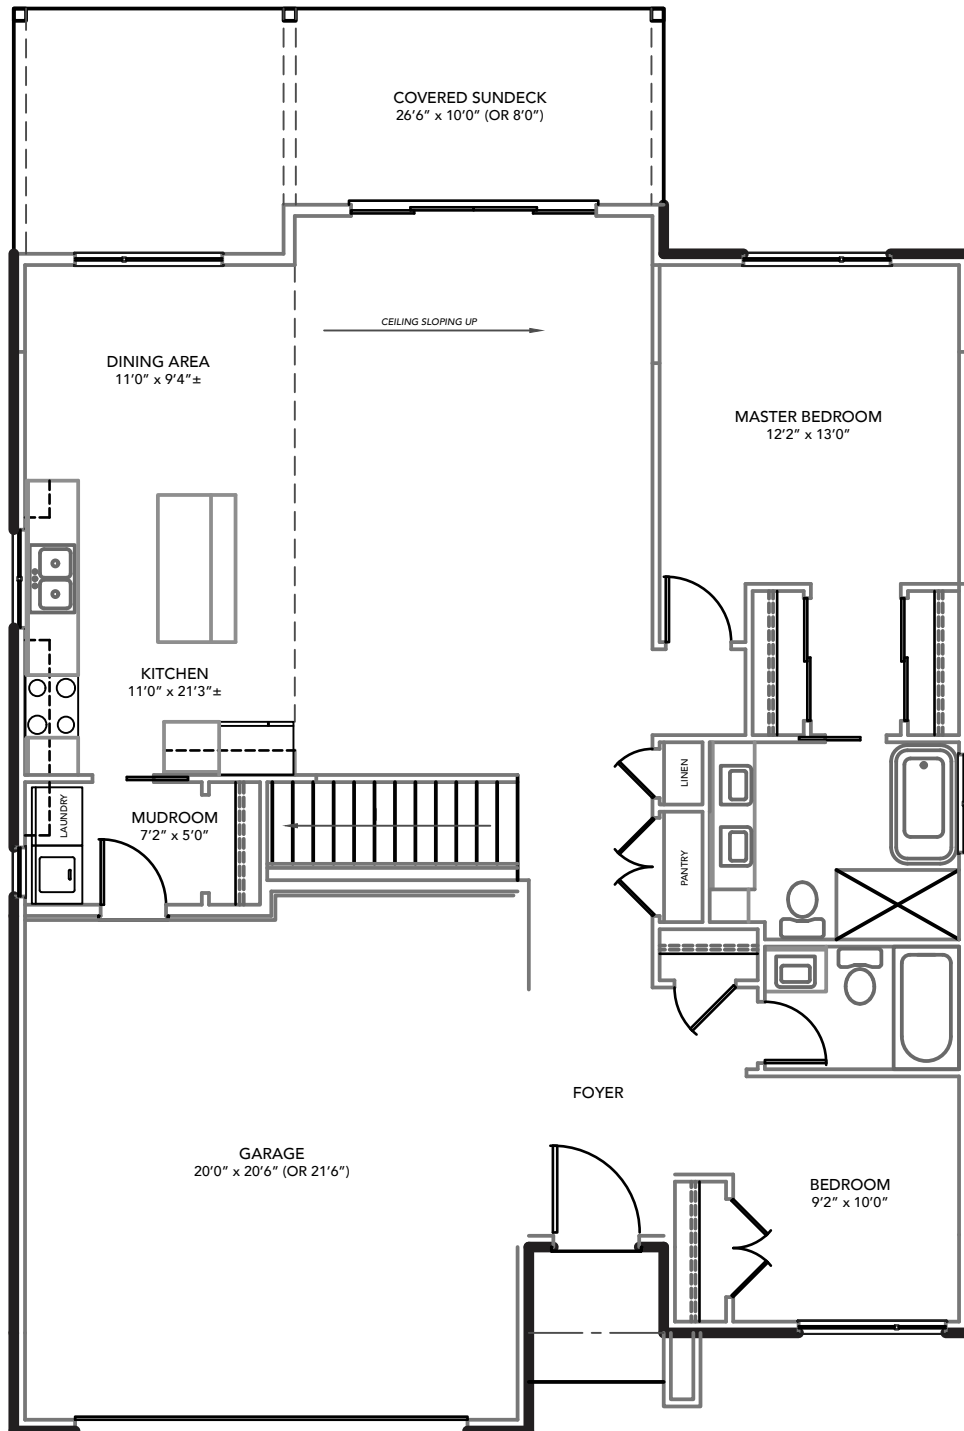 COVERED SUNDECK
26'6" x 10'0" (OR 8'0")
CEILING SLOPING UP
DINING AREA
11'0" x 9'4"±
MASTER BEDROOM
12'2" x 13'0"
KITCHEN
11'0" x 21'3"±
LINEN
LAUNDRY
MUDROOM
7'2" x 5'0"
PANTRY
FOYER
GARAGE
20'0" x 20'6" (OR 21'6")
BEDROOM
9'2" x 10'0"